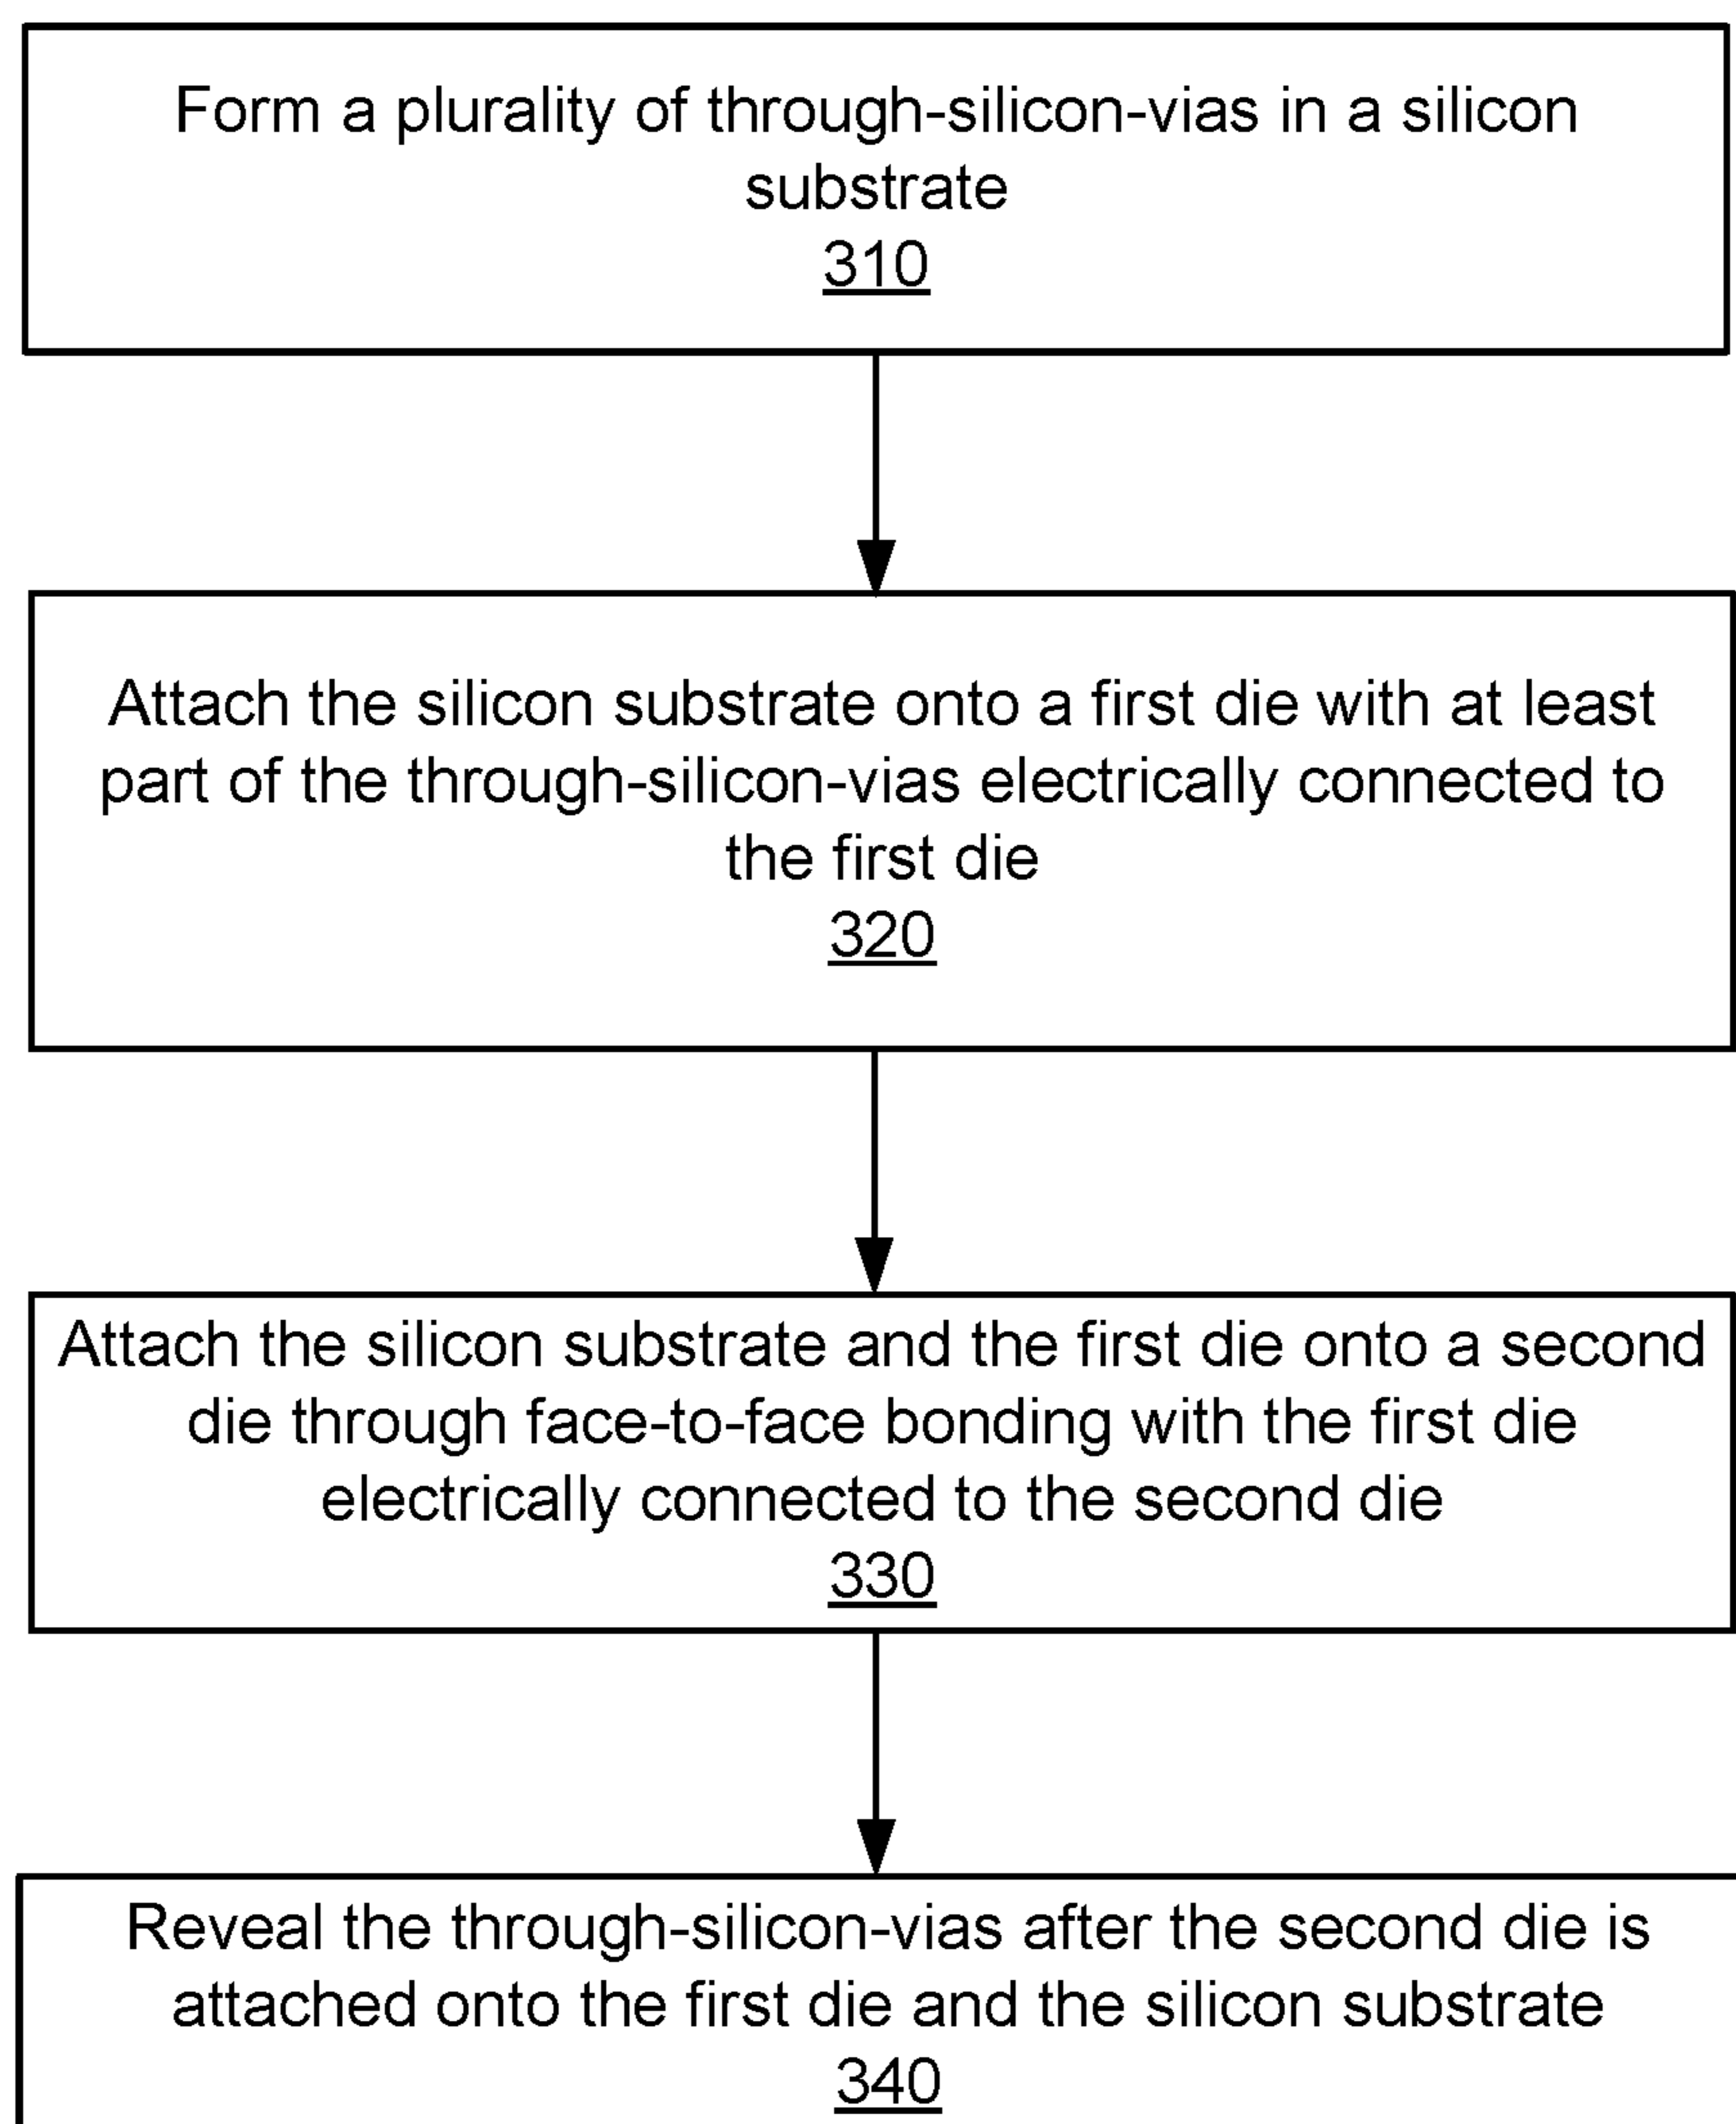 Form a plurality of through-silicon-vias in a silicon
substrate
310
Attach the silicon substrate onto a first die with at least
part of the through-silicon-vias electrically connected to
the first die
320
Attach the silicon substrate and the first die onto a second
die through face-to-face bonding with the first die
electrically connected to the second die
330
Reveal the through-silicon-vias after the second die is
attached onto the first die and the silicon substrate
340